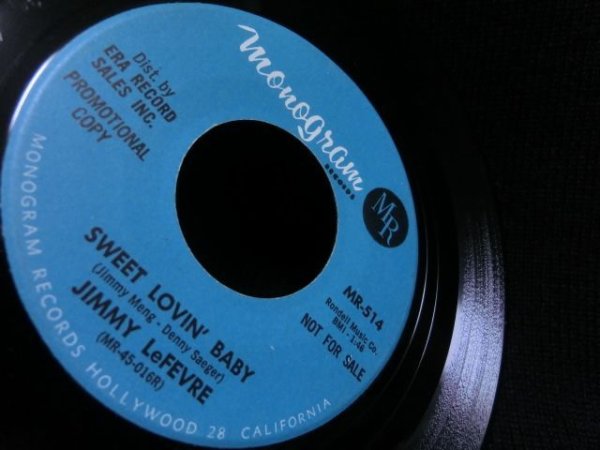 monogram
RECORDS
MR
Dist. by
ERA RECORD
SALES INC.
PROMOTIONAL
COPY
MR-514
Rondell Music Co.
BMI - 1:46
NOT FOR SALE
SWEET LOVIN' BABY
(Jimmy Meng - Denny Saeger)
JIMMY LeFEVRE
(MR-45-016R)
MONOGRAM RECORDS HOLLYWOOD 28 CALIFORNIA